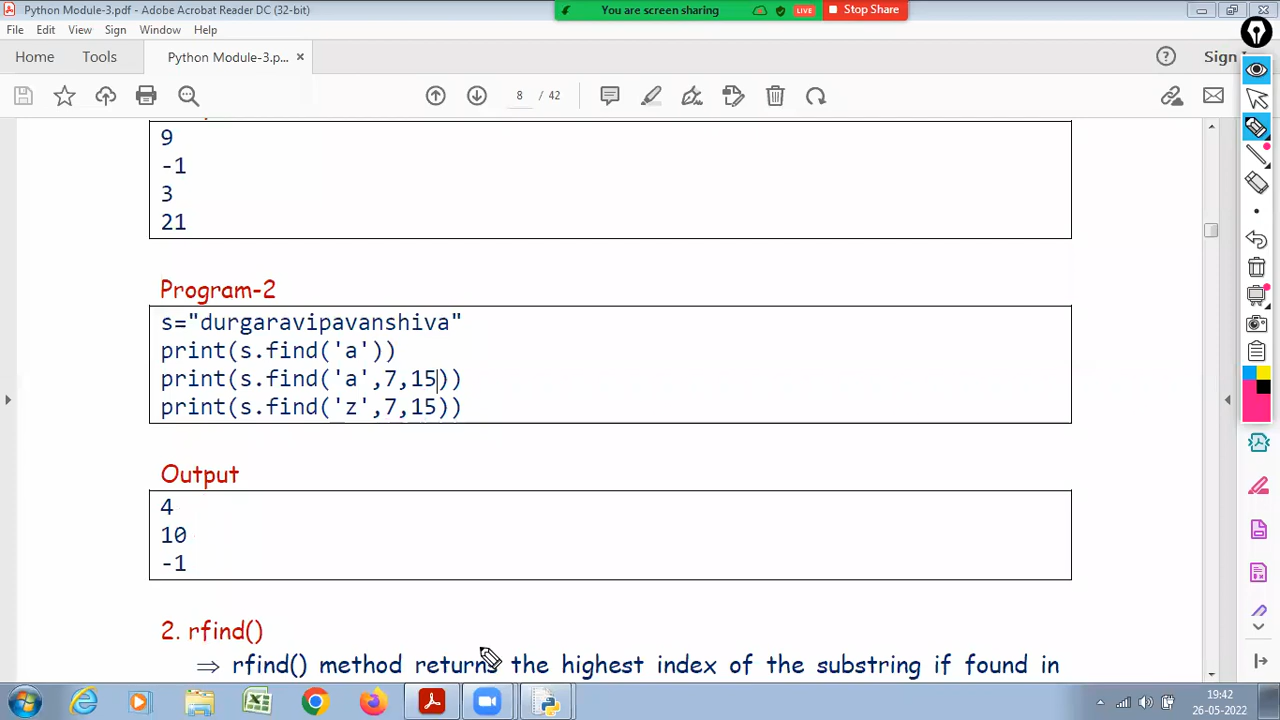 Python Module-3.pdf - Adobe Acrobat Reader DC (32-bit)
You are screen sharing
LIVE
Stop Share
File Edit View Sign Window Help
Home Tools Python Module-3.p... ×
Sign
8 / 42
9
-1
3
21
Program-2
s="durgaravipavanshiva"
print(s.find('a'))
print(s.find('a',7,15))
print(s.find('z',7,15))
Output
4
10
-1
2. rfind()
⇒ rfind() method returns the highest index of the substring if found in
19:42
26-05-2022